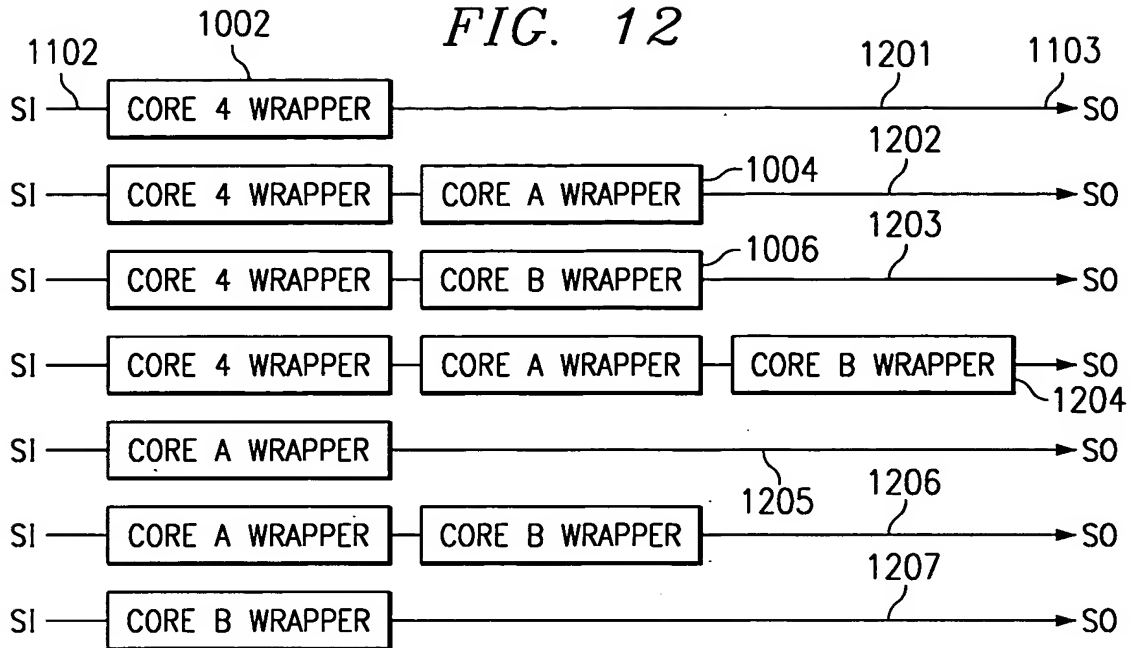 FIG. 12
1002
1102
1201
1103
SI
CORE 4 WRAPPER
SO
1202
SI
CORE 4 WRAPPER
CORE A WRAPPER
1004
SO
1203
SI
CORE 4 WRAPPER
CORE B WRAPPER
1006
SO
SI
CORE 4 WRAPPER
CORE A WRAPPER
CORE B WRAPPER
SO
1204
SI
CORE A WRAPPER
SO
1205
1206
SI
CORE A WRAPPER
CORE B WRAPPER
SO
1207
SI
CORE B WRAPPER
SO